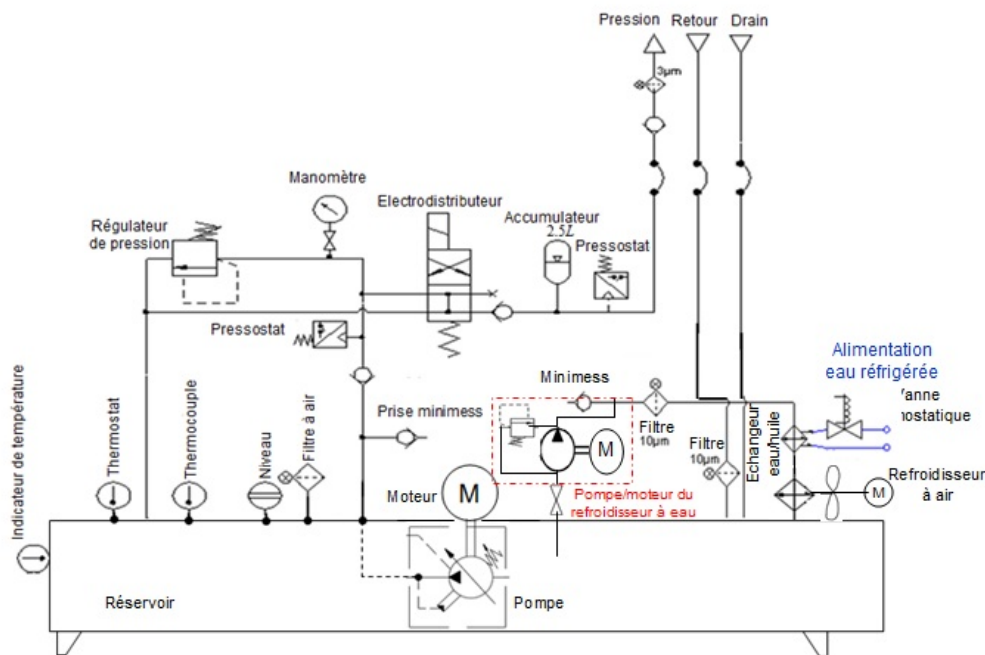 Pression Retour Drain
3µm
Manomètre
Electrodistributeur
Accumulateur
2.5L
Pressostat
Régulateur
de pression
Pressostat
Alimentation
eau réfrigérée
'anne
ostatique
Minimess
Prise minimess
Filtre
10µm
Filtre
10µm
Echangeur
eau/huile
Refroidisseur
à air
M
Indicateur de température
Thermostat
Thermocouple
Niveau
Filtre à air
Moteur
M
M
Pompe/moteur du
refroidisseur à eau
Réservoir
Pompe